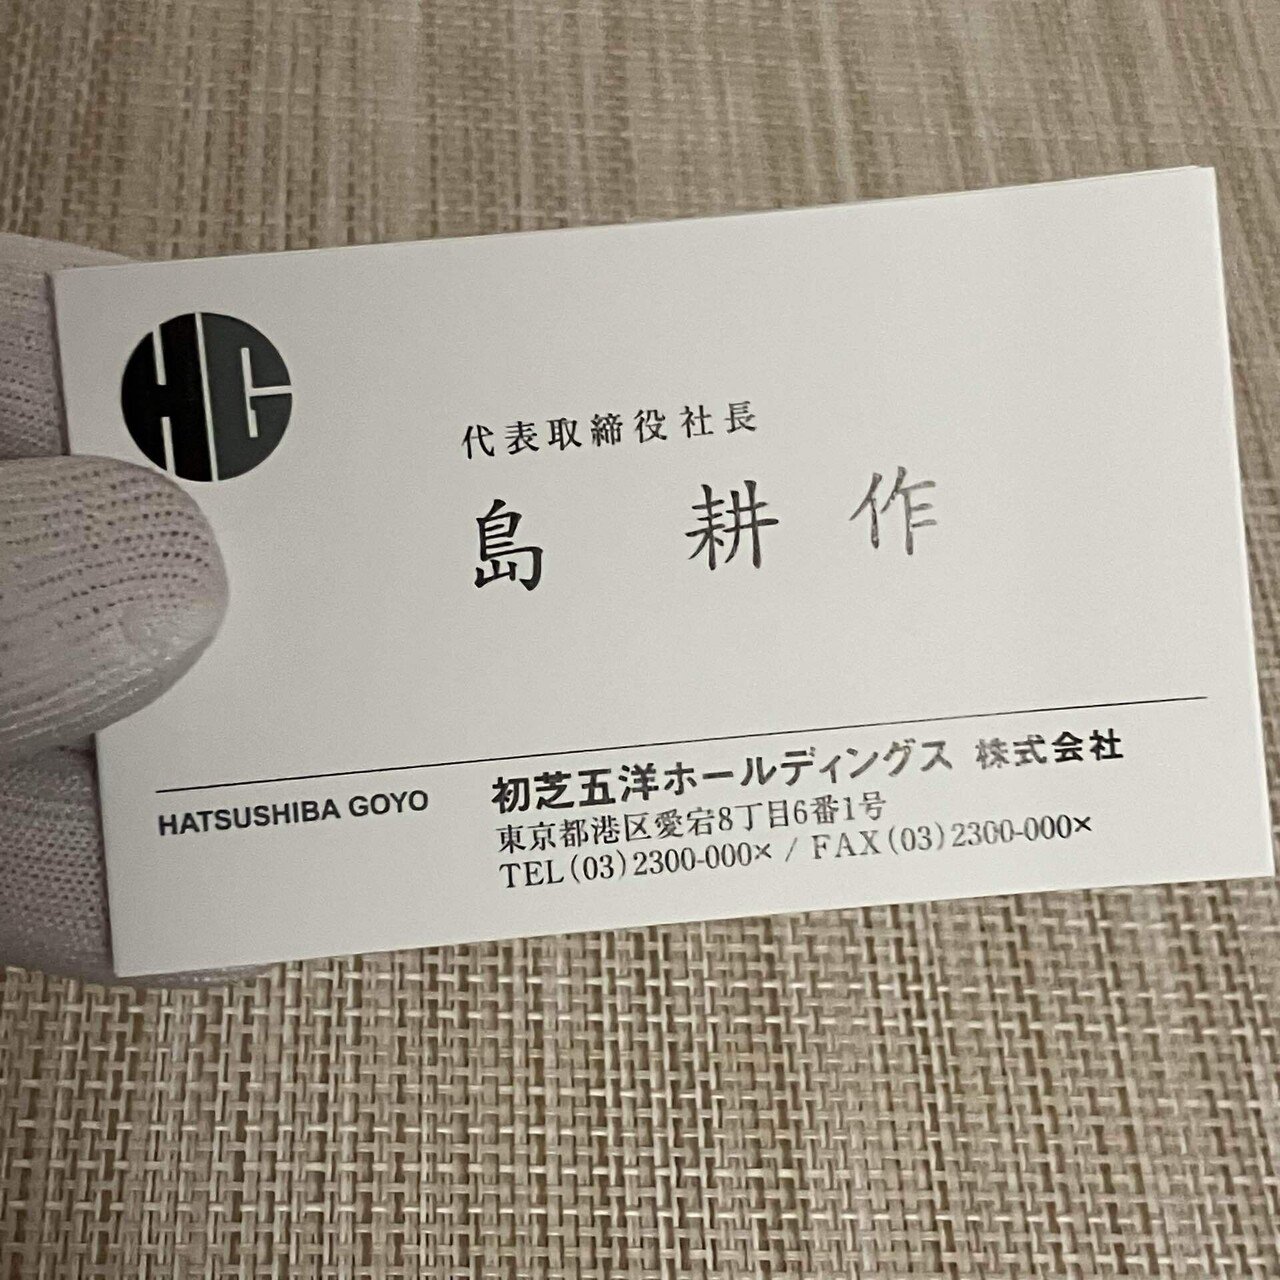 HG
代表取締役社長
島 耕作
HATSUSHIBA GOYO
初芝五洋ホールディングス 株式会社
東京都港区愛宕8丁目6番1号
TEL(03)2300-000× / FAX(03)2300-000×